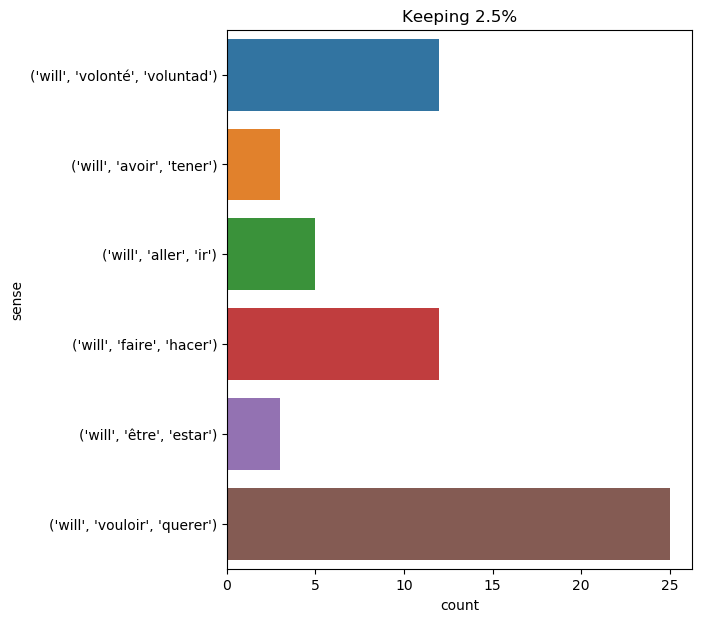 Keeping 2.5%
('will', 'volonté', 'voluntad')
('will', 'avoir', 'tener')
('will', 'aller', 'ir')
('will', 'faire', 'hacer')
('will', 'être', 'estar')
('will', 'vouloir', 'querer')
sense
0 5 10 15 20 25
count